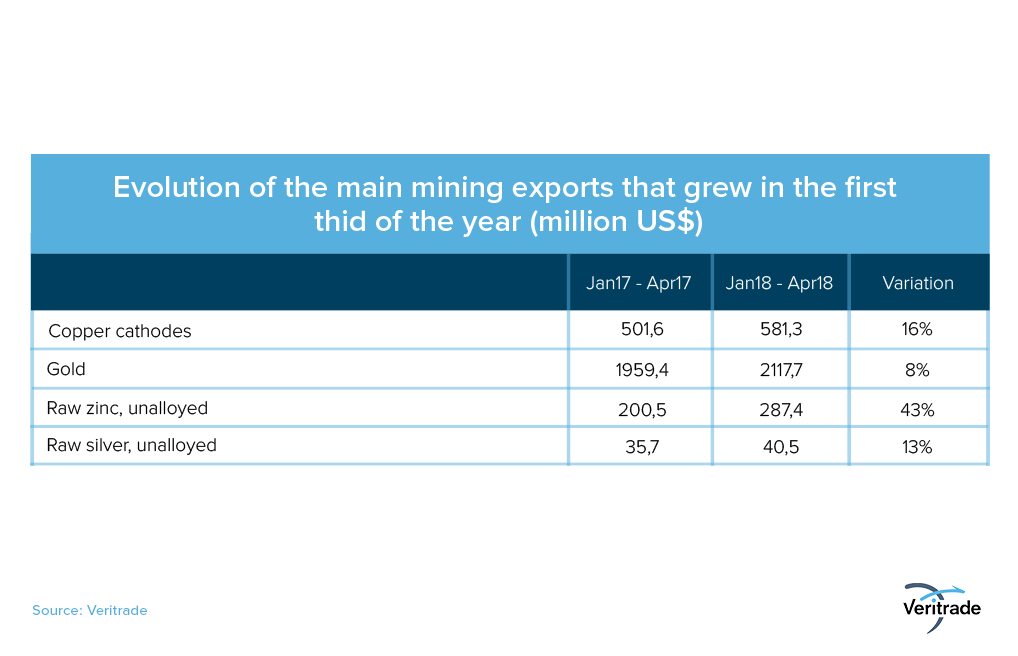 Evolution of the main mining exports that grew in the first
thid of the year (million US$)
Jan17 - Apr17 Jan18 - Apr18 Variation
Copper cathodes 501,6 581,3 16%
Gold 1959,4 2117,7 8%
Raw zinc, unalloyed 200,5 287,4 43%
Raw silver, unalloyed 35,7 40,5 13%
Source: Veritrade
Veritrade